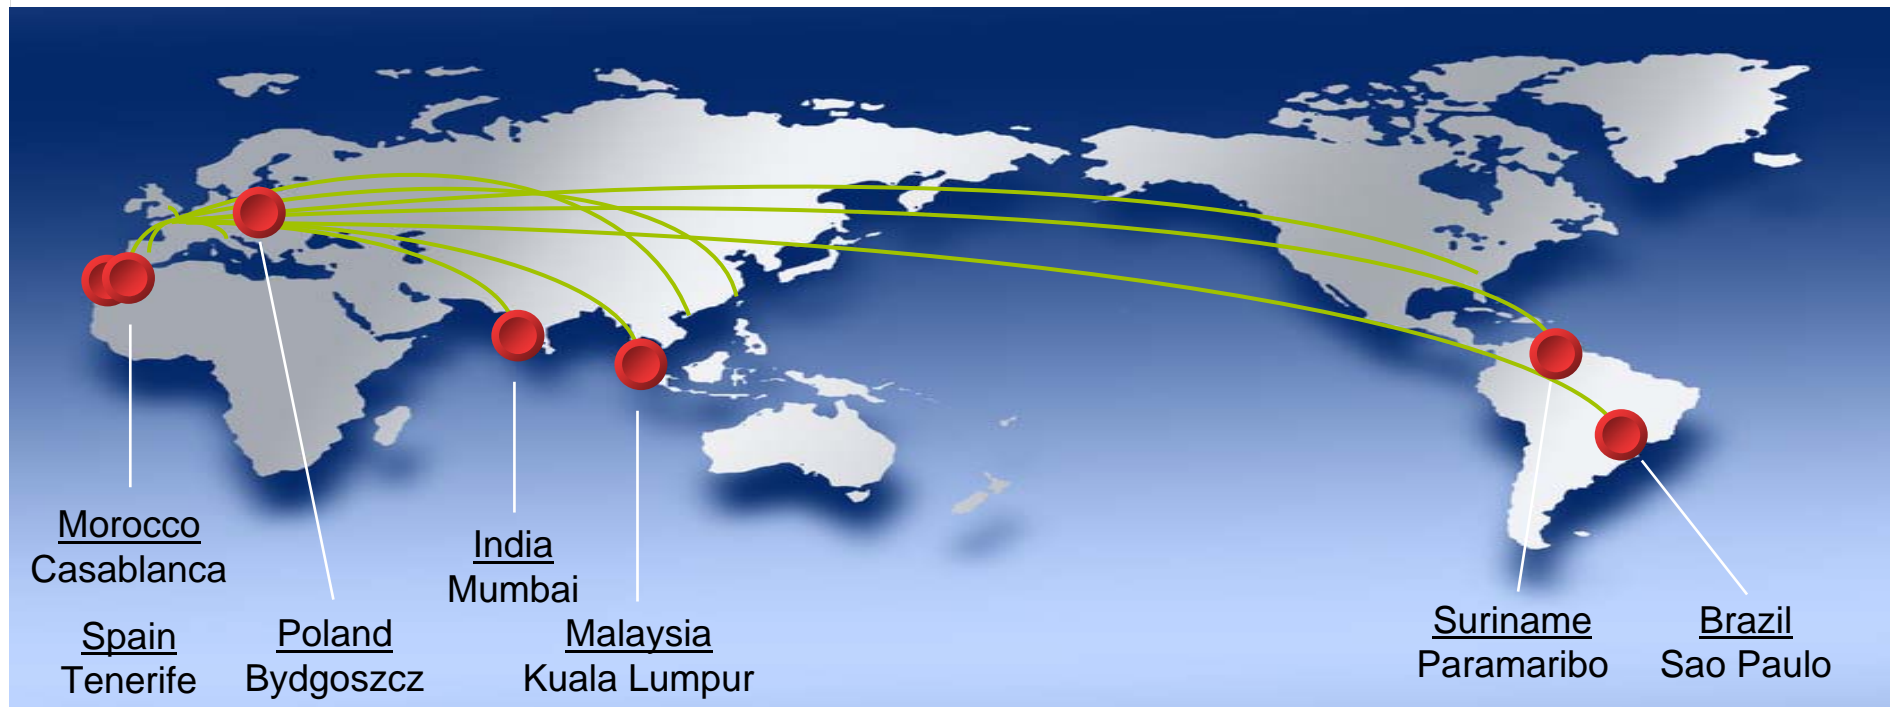 Morocco
Casablanca
Spain
Tenerife
Poland
Bydgoszcz
India
Mumbai
Malaysia
Kuala Lumpur
Suriname
Paramaribo
Brazil
Sao Paulo